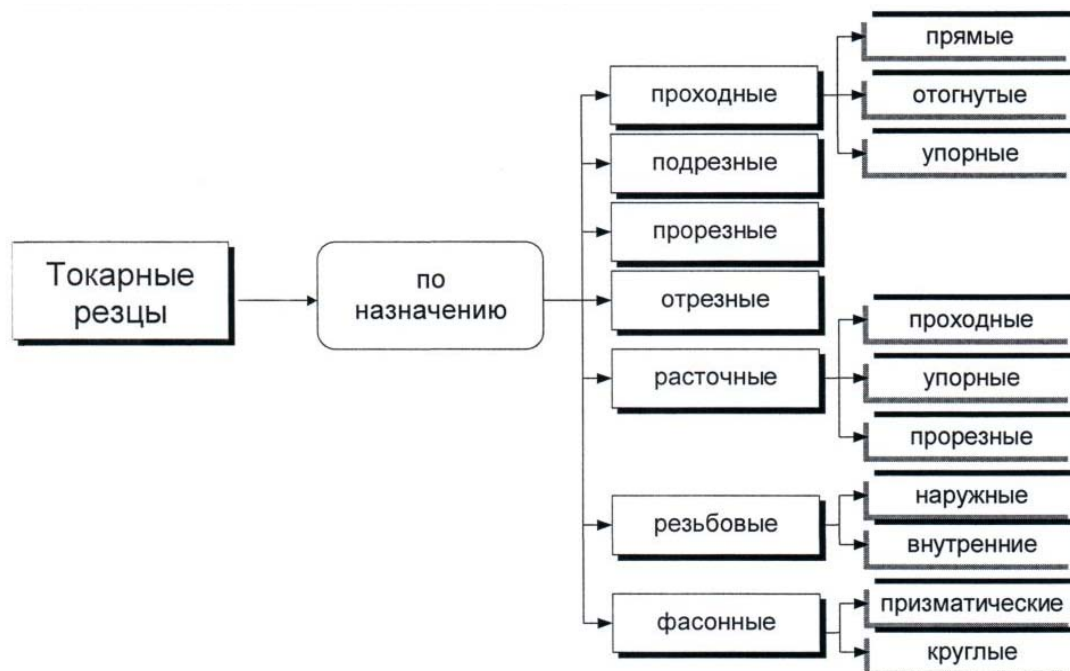 Токарные
резцы
по
назначению
проходные
прямые
отогнутые
упорные
подрезные
прорезные
отрезные
расточные
проходные
упорные
прорезные
резьбовые
наружные
внутренние
фасонные
призматические
круглые